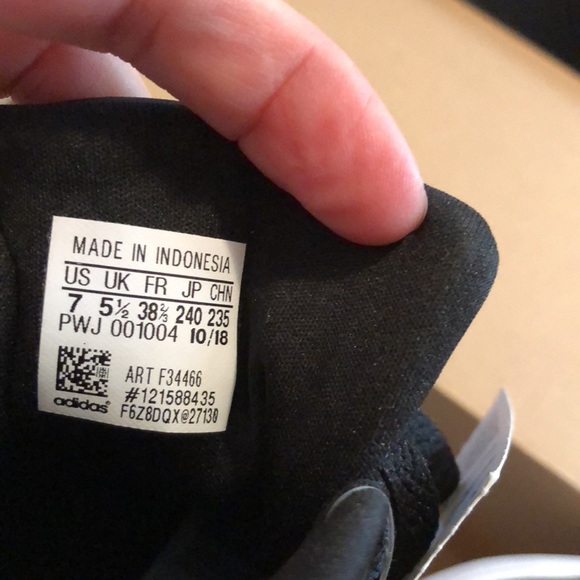 MADE IN INDONESIA
US UK FR JP CHN
7 5½ 38⅔ 240 235
PWJ 001004 10/18
ART F34466
#121588435
adidas® F6Z8DQX@27130